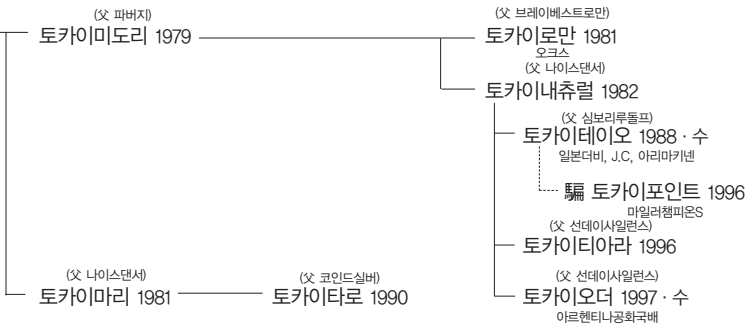 (父 파버지)
토카이미도리 1979
(父 브레이베스트로만)
토카이로만 1981
오크스
(父 나이스댄서)
토카이내츄럴 1982
(父 심보리루돌프)
토카이테이오 1988 · 수
일본더비, J.C, 아리마키넨
騸 토카이포인트 1996
마일러챔피온S
(父 선데이사일런스)
토카이티아라 1996
(父 나이스댄서)
토카이마리 1981
(父 코인드실버)
토카이타로 1990
(父 선데이사일런스)
토카이오더 1997 · 수
아르헨티나공화국배